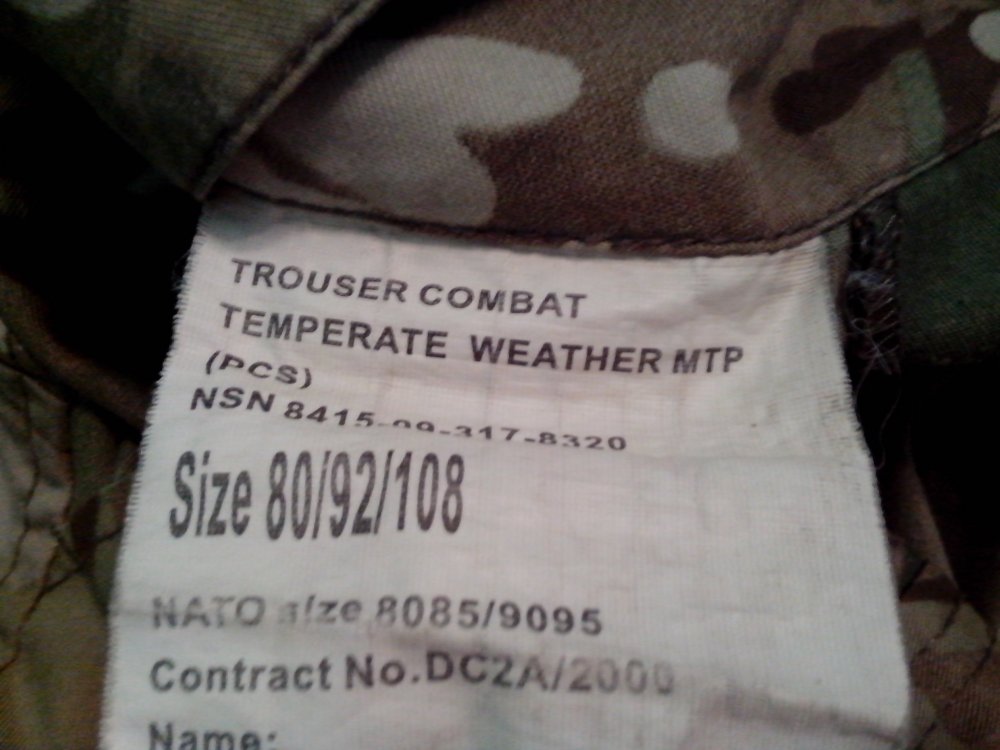 TROUSER COMBAT
TEMPERATE WEATHER MTP
(PCS)
NSN 8415-99-317-8320
Size 80/92/108
NATO size 8085/9095
Contract No.DC2A/2000
Name: